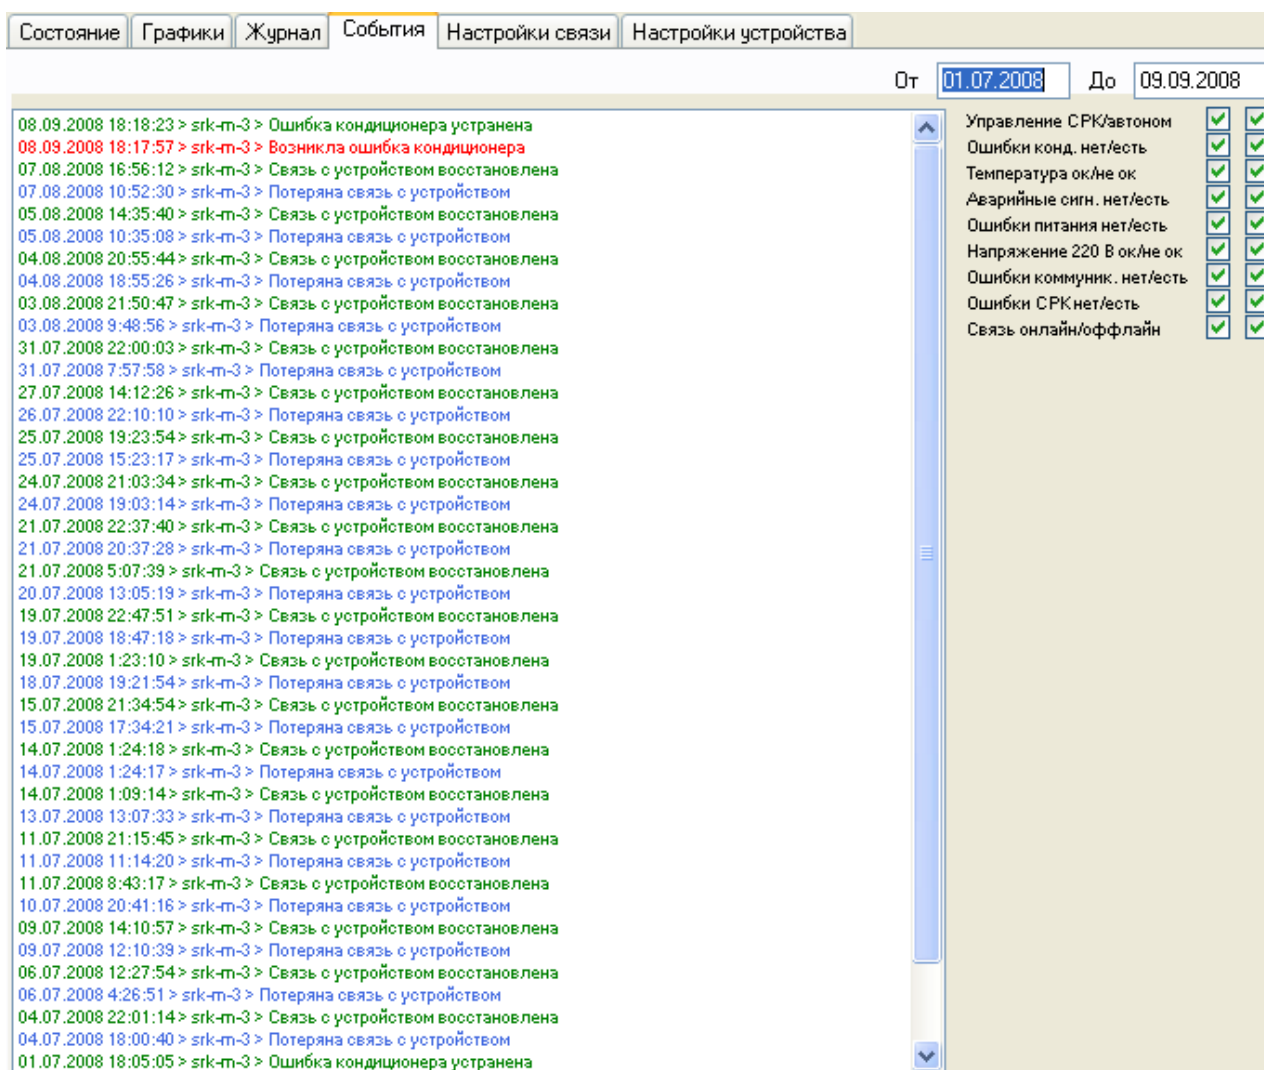 Состояние Графики Журнал События Настройки связи Настройки устройства
От 01.07.2008 До 09.09.2008
08.09.2008 18:18:23 > srk-m-3 > Ошибка кондиционера устранена
08.09.2008 18:17:57 > srk-m-3 > Возникла ошибка кондиционера
07.08.2008 16:56:12 > srk-m-3 > Связь с устройством восстановлена
07.08.2008 10:52:30 > srk-m-3 > Потеряна связь с устройством
05.08.2008 14:35:40 > srk-m-3 > Связь с устройством восстановлена
05.08.2008 10:35:08 > srk-m-3 > Потеряна связь с устройством
04.08.2008 20:55:44 > srk-m-3 > Связь с устройством восстановлена
04.08.2008 18:55:26 > srk-m-3 > Потеряна связь с устройством
03.08.2008 21:50:47 > srk-m-3 > Связь с устройством восстановлена
03.08.2008 9:48:56 > srk-m-3 > Потеряна связь с устройством
31.07.2008 22:00:03 > srk-m-3 > Связь с устройством восстановлена
31.07.2008 7:57:58 > srk-m-3 > Потеряна связь с устройством
27.07.2008 14:12:26 > srk-m-3 > Связь с устройством восстановлена
26.07.2008 22:10:10 > srk-m-3 > Потеряна связь с устройством
25.07.2008 19:23:54 > srk-m-3 > Связь с устройством восстановлена
25.07.2008 15:23:17 > srk-m-3 > Потеряна связь с устройством
24.07.2008 21:03:34 > srk-m-3 > Связь с устройством восстановлена
24.07.2008 19:03:14 > srk-m-3 > Потеряна связь с устройством
21.07.2008 22:37:40 > srk-m-3 > Связь с устройством восстановлена
21.07.2008 20:37:28 > srk-m-3 > Потеряна связь с устройством
21.07.2008 5:07:39 > srk-m-3 > Связь с устройством восстановлена
20.07.2008 13:05:19 > srk-m-3 > Потеряна связь с устройством
19.07.2008 22:47:51 > srk-m-3 > Связь с устройством восстановлена
19.07.2008 18:47:18 > srk-m-3 > Потеряна связь с устройством
19.07.2008 1:23:10 > srk-m-3 > Связь с устройством восстановлена
18.07.2008 19:21:54 > srk-m-3 > Потеряна связь с устройством
15.07.2008 21:34:54 > srk-m-3 > Связь с устройством восстановлена
15.07.2008 17:34:21 > srk-m-3 > Потеряна связь с устройством
14.07.2008 1:24:18 > srk-m-3 > Связь с устройством восстановлена
14.07.2008 1:24:17 > srk-m-3 > Потеряна связь с устройством
14.07.2008 1:09:14 > srk-m-3 > Связь с устройством восстановлена
13.07.2008 13:07:33 > srk-m-3 > Потеряна связь с устройством
11.07.2008 21:15:45 > srk-m-3 > Связь с устройством восстановлена
11.07.2008 11:14:20 > srk-m-3 > Потеряна связь с устройством
11.07.2008 8:43:17 > srk-m-3 > Связь с устройством восстановлена
10.07.2008 20:41:16 > srk-m-3 > Потеряна связь с устройством
09.07.2008 14:10:57 > srk-m-3 > Связь с устройством восстановлена
09.07.2008 12:10:39 > srk-m-3 > Потеряна связь с устройством
06.07.2008 12:27:54 > srk-m-3 > Связь с устройством восстановлена
06.07.2008 4:26:51 > srk-m-3 > Потеряна связь с устройством
04.07.2008 22:01:14 > srk-m-3 > Связь с устройством восстановлена
04.07.2008 18:00:40 > srk-m-3 > Потеряна связь с устройством
01.07.2008 18:05:05 > srk-m-3 > Ошибка кондиционера устранена
Управление СРК/автоном
Ошибки конд. нет/есть
Температура ок/не ок
Аварийные сигн. нет/есть
Ошибки питания нет/есть
Напряжение 220 В ок/не ок
Ошибки коммуник. нет/есть
Ошибки СРК нет/есть
Связь онлайн/оффлайн